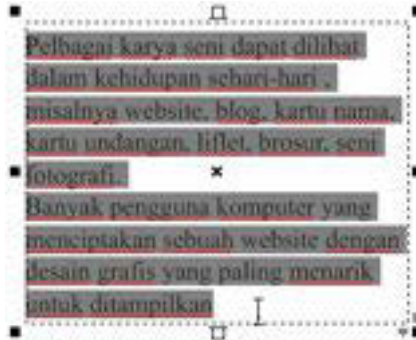 Pelbagai karya seni dapat dilihat
dalam kehidupan sehari-hari ,
misalnya website, blog, kartu nama,
kartu undangan, liflet, brosur, seni
fotografi.
Banyak pengguna komputer yang
menciptakan sebuah website dengan
desain grafis yang paling menarik
untuk ditampilkan